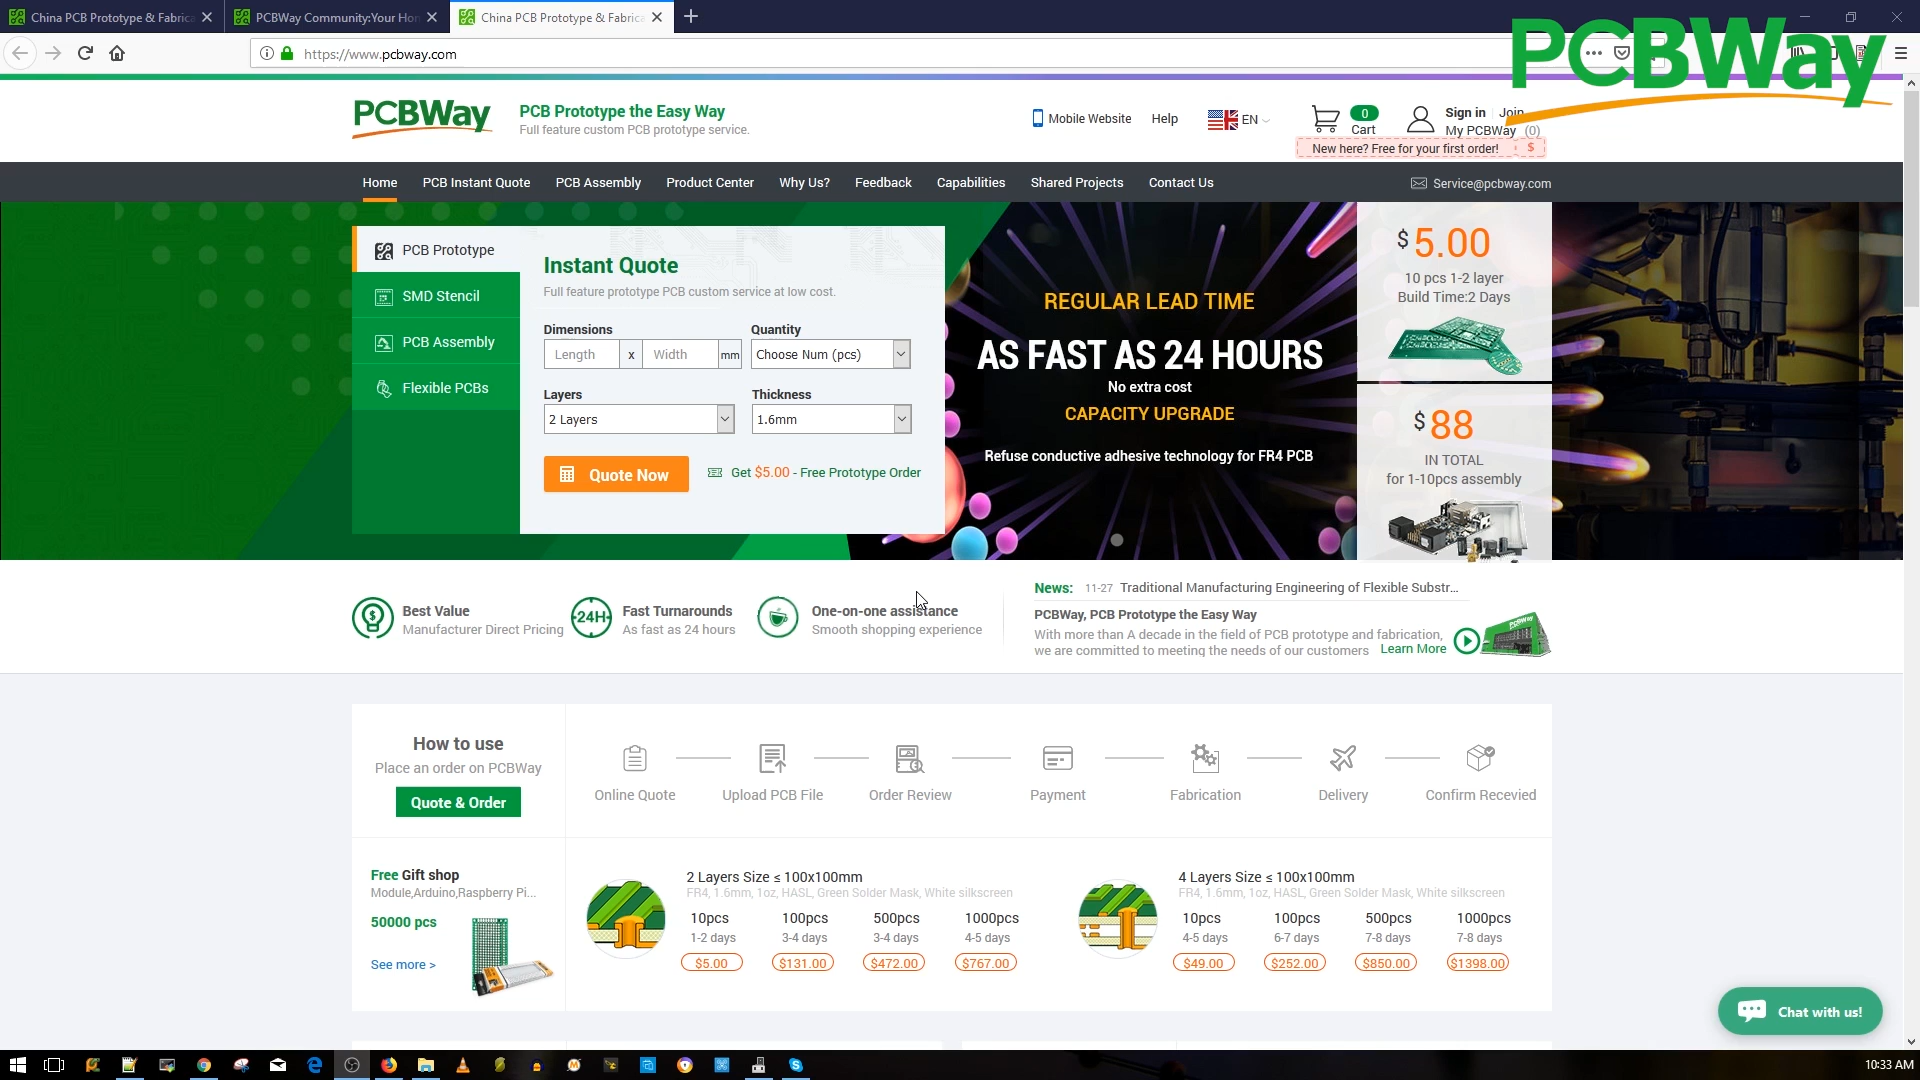 China PCB Prototype & Fabrica
PCBWay Community:Your Hon
China PCB Prototype & Fabrica
https://www.pcbway.com
PCBWay
PCBWay
PCB Prototype the Easy Way
Full feature custom PCB prototype service.
Mobile Website
Help
EN
0
Cart
Sign in
Join
My PCBWay (0)
New here? Free for your first order!
$
Home
PCB Instant Quote
PCB Assembly
Product Center
Why Us?
Feedback
Capabilities
Shared Projects
Contact Us
Service@pcbway.com
PCB Prototype
SMD Stencil
PCB Assembly
Flexible PCBs
Instant Quote
Full feature prototype PCB custom service at low cost.
Dimensions
Quantity
Length x Width mm
Choose Num (pcs)
Layers
Thickness
2 Layers
1.6mm
Quote Now
Get $5.00 - Free Prototype Order
REGULAR LEAD TIME
AS FAST AS 24 HOURS
No extra cost
CAPACITY UPGRADE
Refuse conductive adhesive technology for FR4 PCB
$5.00
10 pcs 1-2 layer
Build Time:2 Days
$88
IN TOTAL
for 1-10pcs assembly
Best Value
Manufacturer Direct Pricing
24H
Fast Turnarounds
As fast as 24 hours
One-on-one assistance
Smooth shopping experience
News: 11-27 Traditional Manufacturing Engineering of Flexible Substr...
PCBWay, PCB Prototype the Easy Way
With more than A decade in the field of PCB prototype and fabrication,
we are committed to meeting the needs of our customers Learn More
PCBWay
How to use
Place an order on PCBWay
Quote & Order
Online Quote
Upload PCB File
Order Review
Payment
Fabrication
Delivery
Confirm Recevied
Free Gift shop
Module,Arduino,Raspberry Pi...
50000 pcs
See more >
2 Layers Size ≤ 100x100mm
FR4, 1.6mm, 1oz, HASL, Green Solder Mask, White silkscreen
10pcs 100pcs 500pcs 1000pcs
1-2 days 3-4 days 3-4 days 4-5 days
$5.00 $131.00 $472.00 $767.00
4 Layers Size ≤ 100x100mm
FR4, 1.6mm, 1oz, HASL, Green Solder Mask, White silkscreen
10pcs 100pcs 500pcs 1000pcs
4-5 days 6-7 days 7-8 days 7-8 days
$49.00 $252.00 $850.00 $1398.00
Chat with us!
10:33 AM